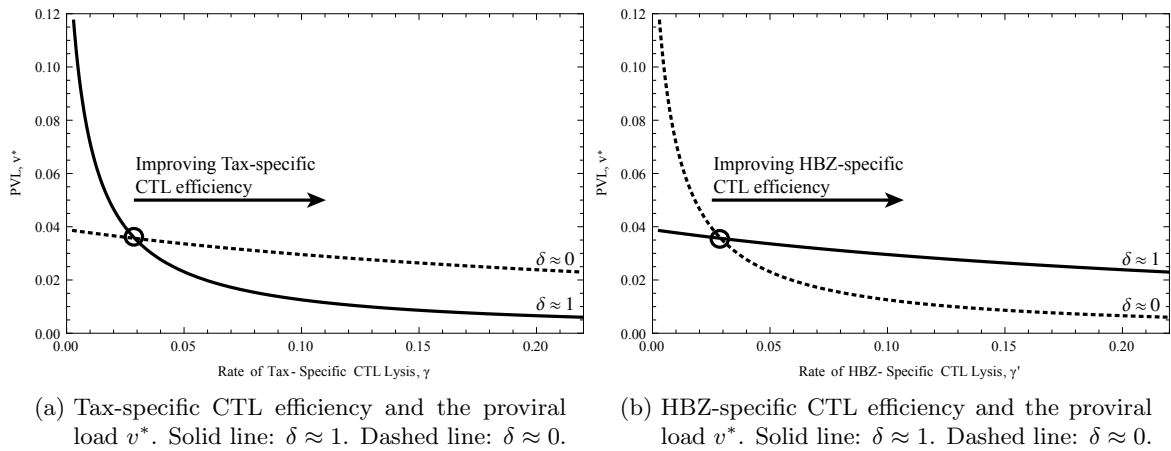 0.12
0.10
0.08
0.06
0.04
0.02
0.00
PVL, v*
Improving Tax-specific
CTL efficiency
δ ≈ 0
δ ≈ 1
0.00 0.05 0.10 0.15 0.20
Rate of Tax- Specific CTL Lysis, γ
(a) Tax-specific CTL efficiency and the proviral
load v*. Solid line: δ ≈ 1. Dashed line: δ ≈ 0.
0.12
0.10
0.08
0.06
0.04
0.02
0.00
PVL, v*
Improving HBZ-specific
CTL efficiency
δ ≈ 1
δ ≈ 0
0.00 0.05 0.10 0.15 0.20
Rate of HBZ- Specific CTL Lysis, γ'
(b) HBZ-specific CTL efficiency and the proviral
load v*. Solid line: δ ≈ 1. Dashed line: δ ≈ 0.